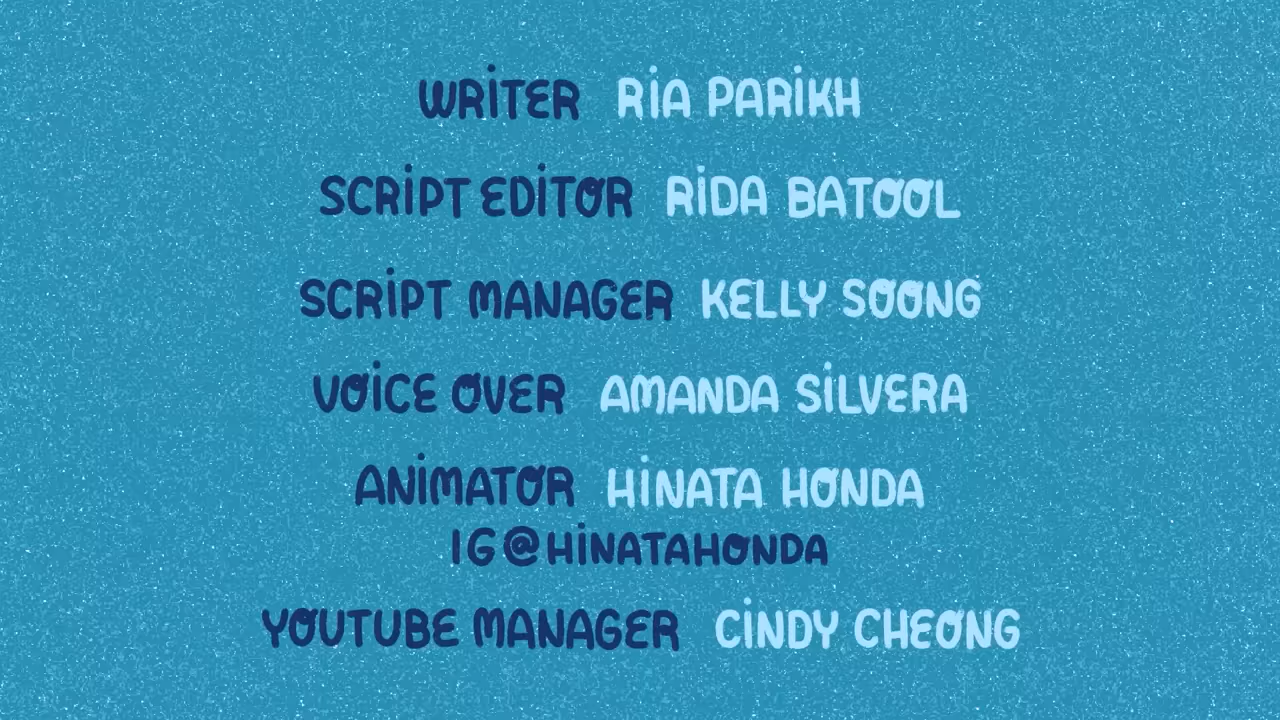 WRITER RIA PARIKH
SCRIPT EDITOR RIDA BATOOL
SCRIPT MANAGER KELLY SOONG
VOICE OVER AMANDA SILVERA
ANIMATOR HINATA HONDA
IG@HINATAHONDA
YOUTUBE MANAGER CINDY CHEONG